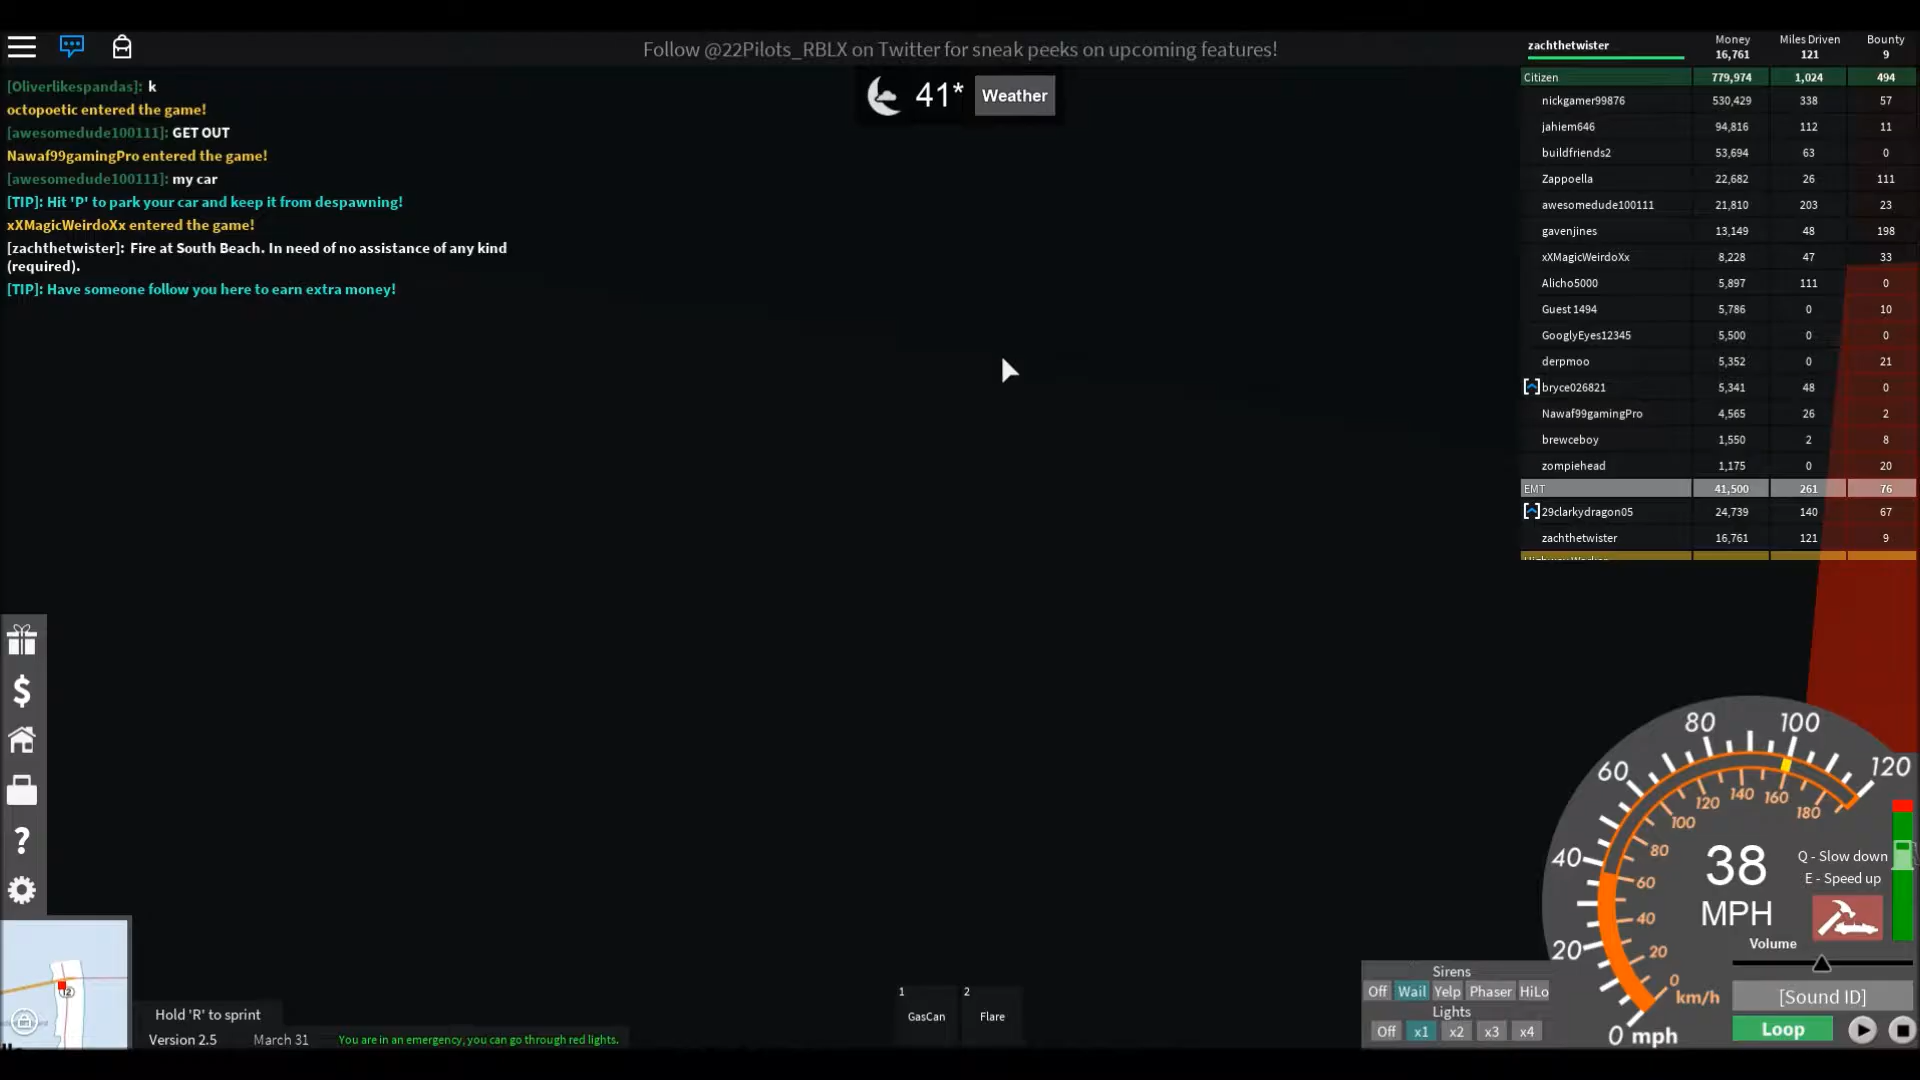 Follow @22Pilots_RBLX on Twitter for sneak peeks on upcoming features!
41* Weather
[Oliverlikespandas]: k
octopoetic entered the game!
[awesomedude100111]: GET OUT
Nawaf99gamingPro entered the game!
[awesomedude100111]: my car
[TIP]: Hit 'P' to park your car and keep it from despawning!
xXMagicWeirdoXx entered the game!
[zachthetwister]: Fire at South Beach. In need of no assistance of any kind
(required).
[TIP]: Have someone follow you here to earn extra money!
zachthetwister Money 16,761 Miles Driven 121 Bounty 9
Citizen 779,974 1,024 494
nickgamer99876 530,429 338 57
jahiem646 94,816 112 11
buildfriends2 53,694 63 0
Zappoella 22,682 26 111
awesomedude100111 21,810 203 23
gavenjines 13,149 48 198
xXMagicWeirdoXx 8,228 47 33
Alicho5000 5,897 111 0
Guest 1494 5,786 0 10
GooglyEyes12345 5,500 0 0
derpmoo 5,352 0 21
bryce026821 5,341 48 0
Nawaf99gamingPro 4,565 26 2
brewceboy 1,550 2 8
zompiehead 1,175 0 20
EMT 41,500 261 76
29clarkydragon05 24,739 140 67
zachthetwister 16,761 121 9
$
?
12
Hold 'R' to sprint
Version 2.5 March 31 You are in an emergency, you can go through red lights.
1 GasCan
2 Flare
Sirens
Off Wail Yelp Phaser HiLo
Lights
Off x1 x2 x3 x4
0 mph 20 40 60 80 100 120
0 20 40 60 80 100 120 140 160 180 km/h
38
MPH
Q - Slow down
E - Speed up
Volume
[Sound ID]
Loop